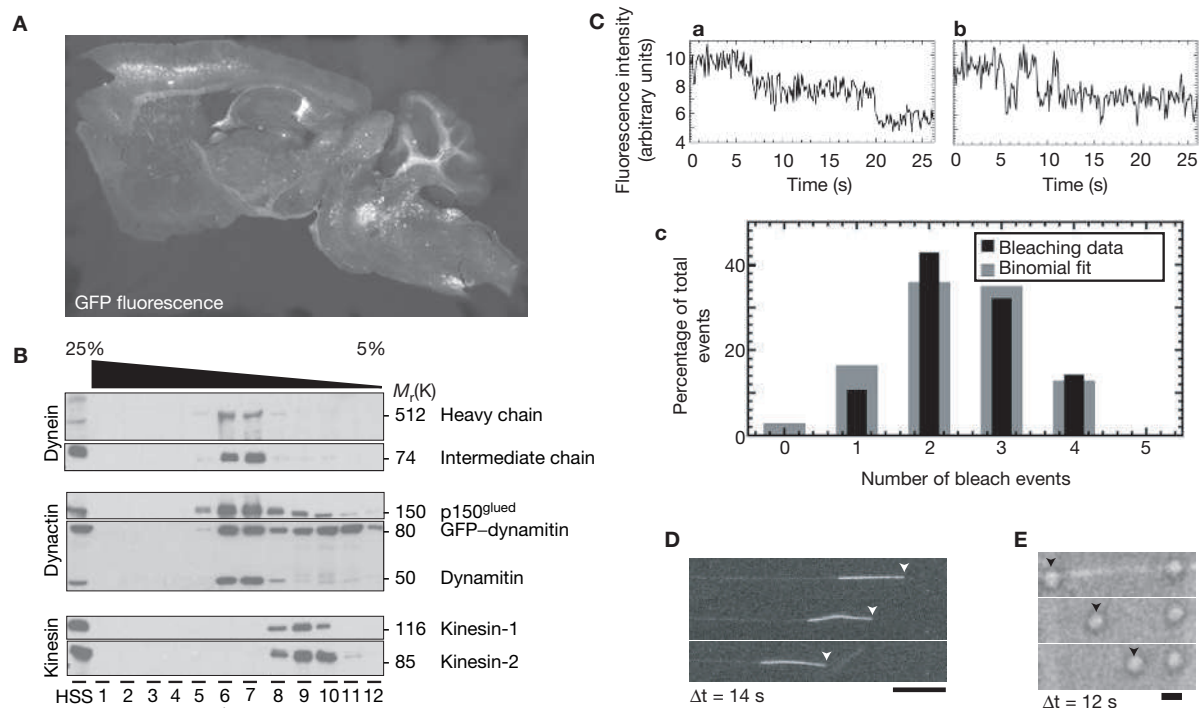 A
GFP fluorescence
B
25%
5%
Mr(K)
Dynein
512 Heavy chain
74 Intermediate chain
Dynactin
150 p150glued
80 GFP–dynamitin
50 Dynamitin
Kinesin
116 Kinesin-1
85 Kinesin-2
HSS 1 2 3 4 5 6 7 8 9 10 11 12
C
Fluorescence intensity
(arbitrary units)
a
10
8
6
4
0 5 10 15 20 25
Time (s)
b
0 5 10 15 20 25
Time (s)
c
Percentage of total
events
40
20
0
Bleaching data
Binomial fit
0 1 2 3 4 5
Number of bleach events
D
Δt = 14 s
E
Δt = 12 s